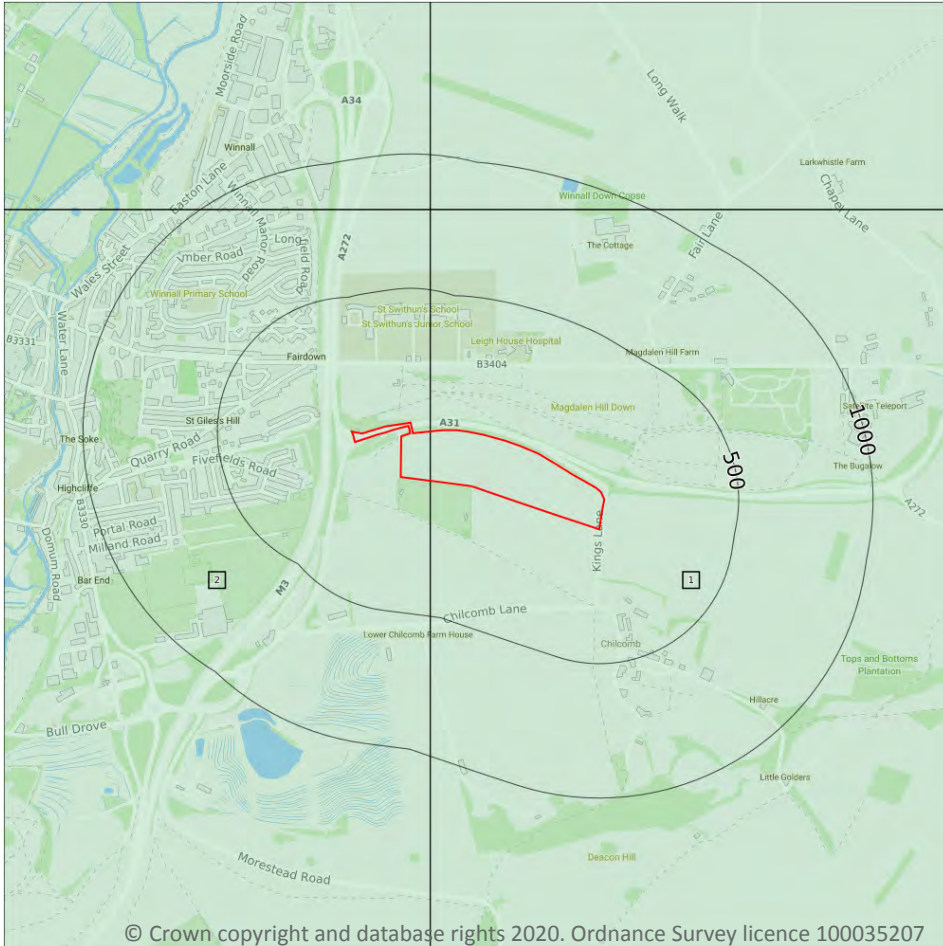 Moorside Road
A34
Long Walk
Winnall
Larkwhistle Farm
Easton Lane
Winnall Manor Road
Winnall Down Copse
Chapel Lane
Fair Lane
The Cottage
Long
field Road
A272
mber Road
Wales Street
Winnall Primary School
St Swithun's School
St Swithun's Junior School
Water Lane
B3331
Leigh House Hospital
Fairdown
Magdalen Hill Farm
B3404
Magdalen Hill Down
Satellite Teleport
1000
St Giles's Hill
A31
The Soke
Quarry Road
Fivefields Road
The Bugalow
500
Highcliffe
B3330
A272
Portal Road
Milland Road
Kings Lane
Domum Road
Bar End
2
M3
1
Chilcomb Lane
Lower Chilcomb Farm House
Chilcomb
Tops and Bottoms
Plantation
Hillacre
Bull Drove
Little Golders
Deacon Hill
Morestead Road
© Crown copyright and database rights 2020. Ordnance Survey licence 100035207